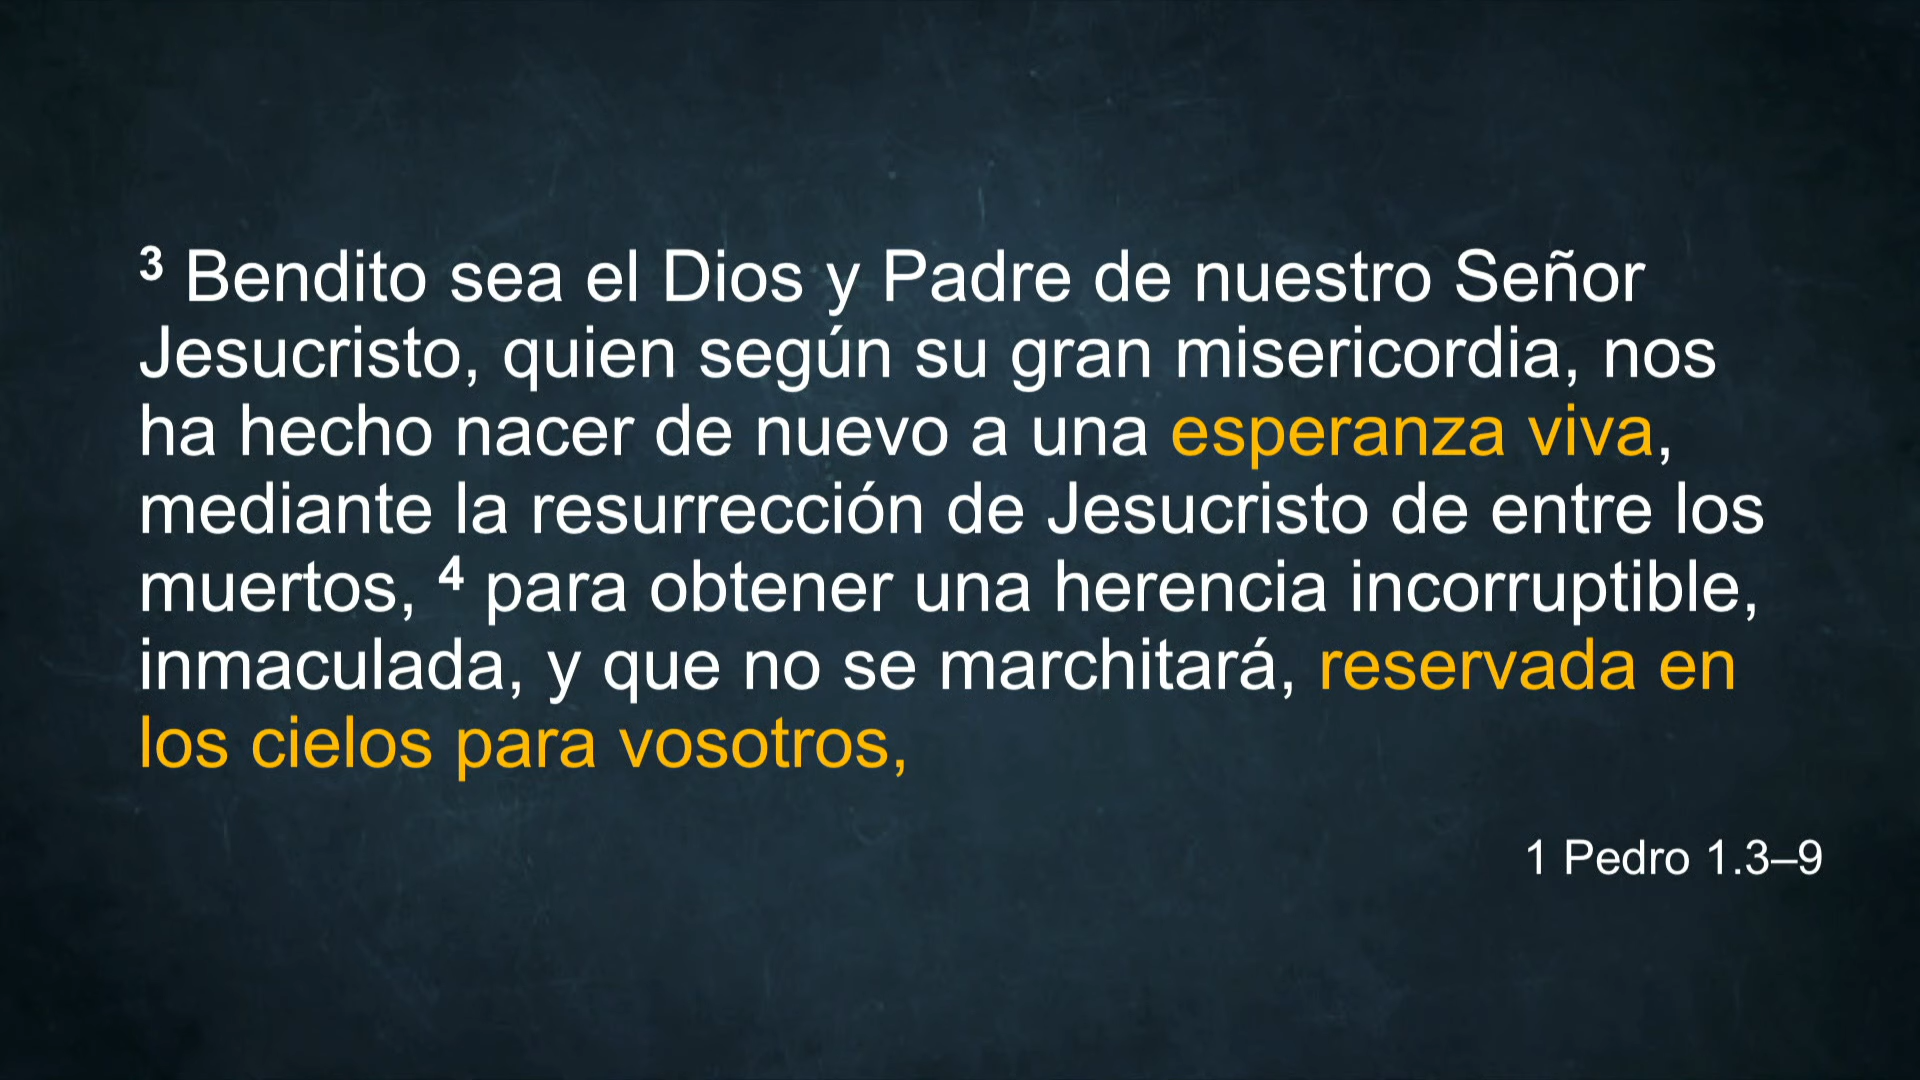 ³ Bendito sea el Dios y Padre de nuestro Señor
Jesucristo, quien según su gran misericordia, nos
ha hecho nacer de nuevo a una esperanza viva,
mediante la resurrección de Jesucristo de entre los
muertos, ⁴ para obtener una herencia incorruptible,
inmaculada, y que no se marchitará, reservada en
los cielos para vosotros,
1 Pedro 1.3–9